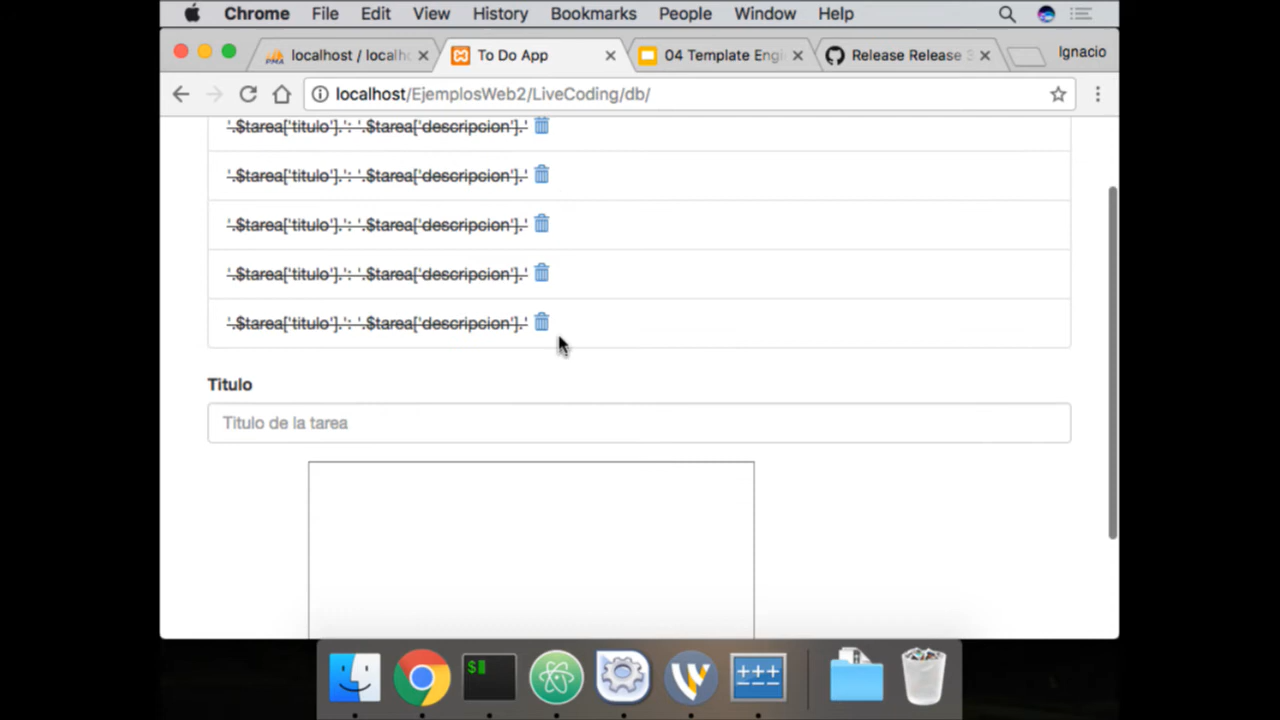 Chrome File Edit View History Bookmarks People Window Help
localhost / localh
To Do App
04 Template Eng
Release Release 3
Ignacio
localhost/EjemplosWeb2/LiveCoding/db/
'.$tarea['titulo'].': '.$tarea['descripcion'].'
'.$tarea['titulo'].': '.$tarea['descripcion'].'
'.$tarea['titulo'].': '.$tarea['descripcion'].'
'.$tarea['titulo'].': '.$tarea['descripcion'].'
'.$tarea['titulo'].': '.$tarea['descripcion'].'
Titulo
Titulo de la tarea
$
+++